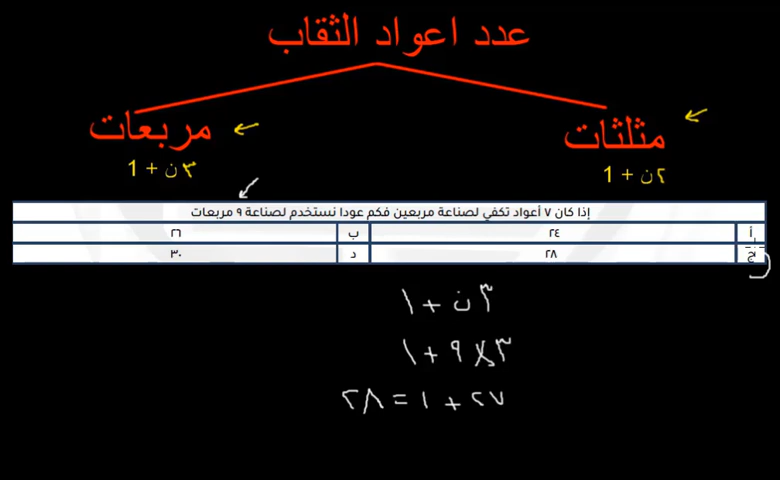 عدد اعواد الثقاب
مثلثات
مربعات
٢ن + 1
٣ن + 1
إذا كان ٧ أعواد تكفي لصناعة مربعين فكم عودا نستخدم لصناعة ٩ مربعات
أ ٢٤ ب ٢٦
ج ٢٨ د ٣٠
٣ن + ١
٣ × ٩ + ١
٢٧ + ١ = ٢٨